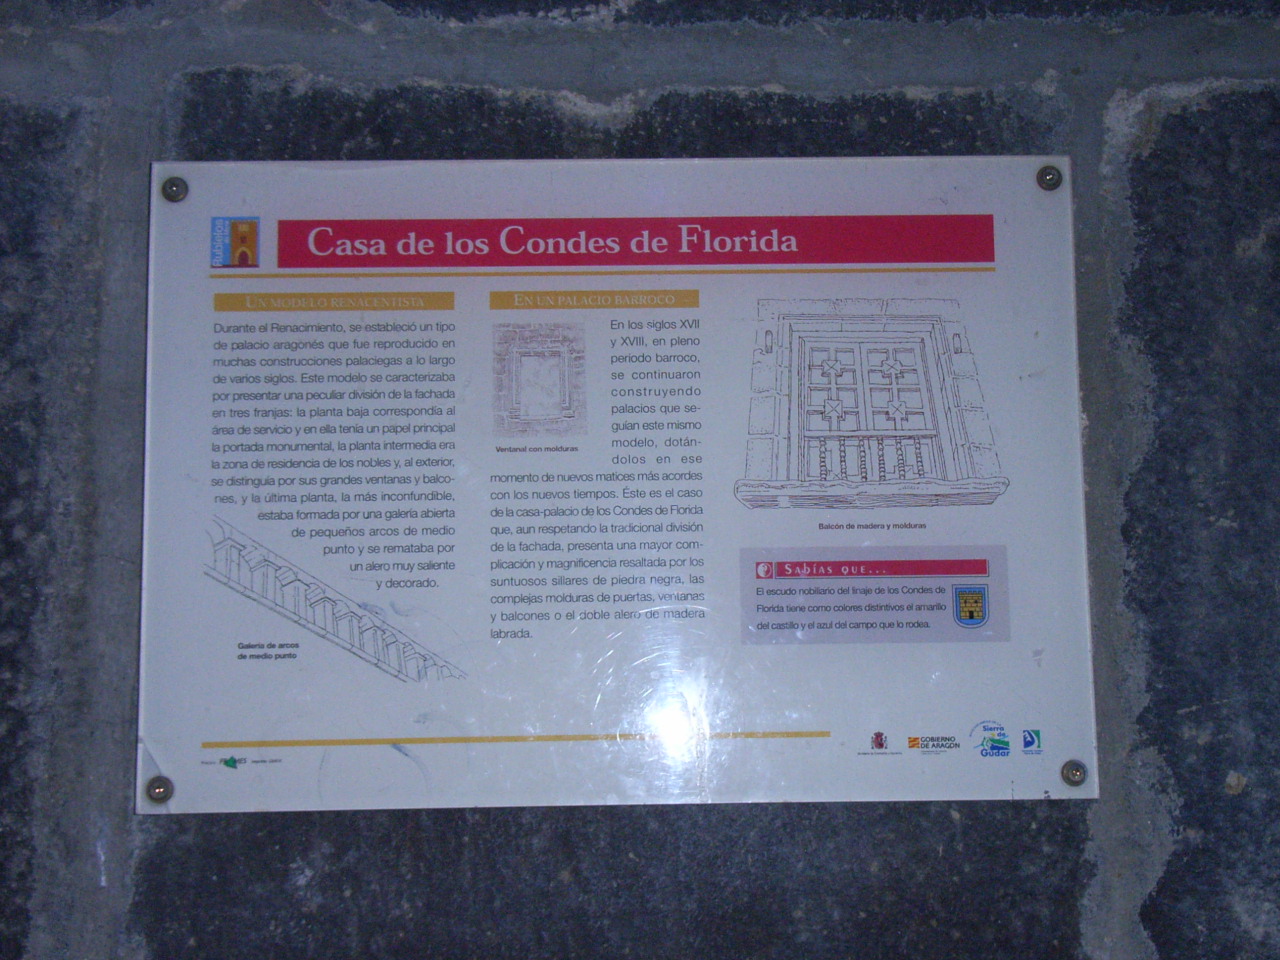 Rubielos
de Mora
Casa de los Condes de Florida
UN MODELO RENACENTISTA
Durante el Renacimiento, se estableció un tipo
de palacio aragonés que fue reproducido en
muchas construcciones palaciegas a lo largo
de varios siglos. Este modelo se caracterizaba
por presentar una peculiar división de la fachada
en tres franjas: la planta baja correspondía al
área de servicio y en ella tenía un papel principal
la portada monumental, la planta intermedia era
la zona de residencia de los nobles y, al exterior,
se distinguía por sus grandes ventanas y balco-
nes, y la última planta, la más inconfundible,
estaba formada por una galería abierta
de pequeños arcos de medio
punto y se remataba por
un alero muy saliente
y decorado.
Galería de arcos
de medio punto
EN UN PALACIO BARROCO
En los siglos XVII
y XVIII, en pleno
periodo barroco,
se continuaron
construyendo
palacios que se-
guían este mismo
modelo, dotán-
dolos en ese
Ventanal con molduras
momento de nuevos matices más acordes
con los nuevos tiempos. Éste es el caso
de la casa-palacio de los Condes de Florida
que, aun respetando la tradicional división
de la fachada, presenta una mayor com-
plicación y magnificencia resaltada por los
suntuosos sillares de piedra negra, las
complejas molduras de puertas, ventanas
y balcones o el doble alero de madera
labrada.
Balcón de madera y molduras
SABÍAS QUE...
El escudo nobiliario del linaje de los Condes de
Florida tiene como colores distintivos el amarillo
del castillo y el azul del campo que lo rodea.
GOBIERNO
DE ARAGON
Sierra
de
Gúdar